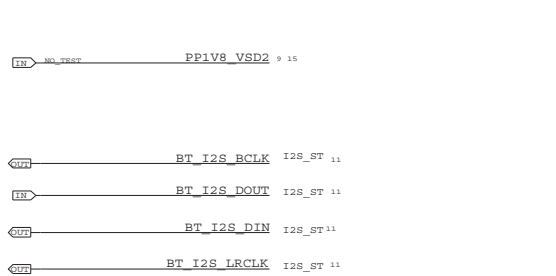 IN NO_TEST PP1V8_VSD2 9 15
OUT BT_I2S_BCLK I2S_ST 11
IN BT_I2S_DOUT I2S_ST 11
OUT BT_I2S_DIN I2S_ST 11
OUT BT_I2S_LRCLK I2S_ST 11